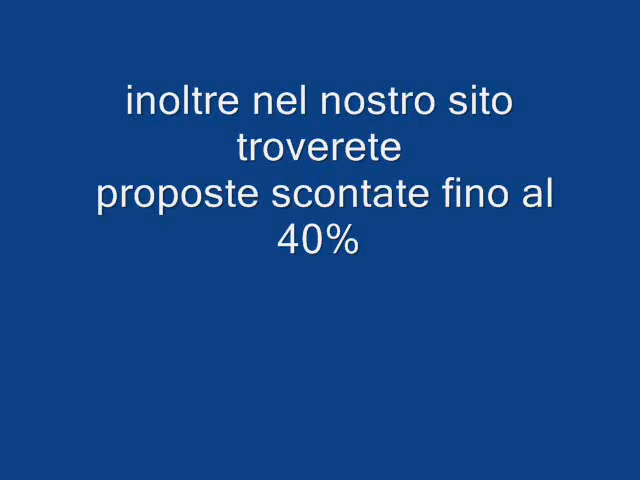 inoltre nel nostro sito
troverete
proposte scontate fino al
40%